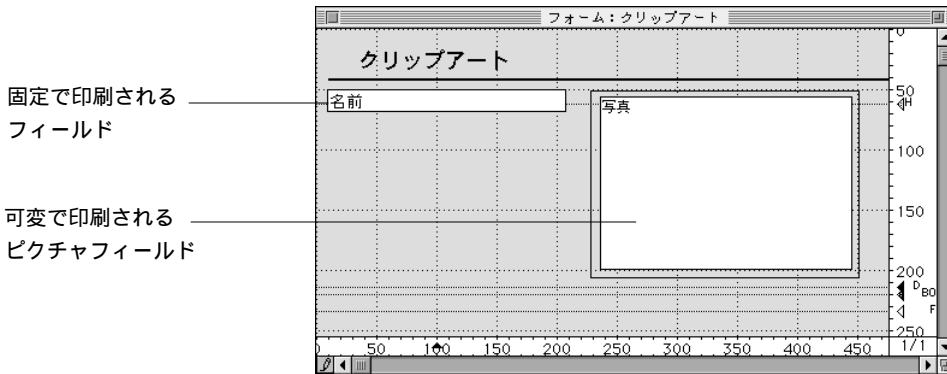 フォーム：クリップアート
クリップアート
固定で印刷される
フィールド
名前
写真
可変で印刷される
ピクチャフィールド
0
50
H
100
150
200
D
B0
F
250
50 100 150 200 250 300 350 400 450
1/1